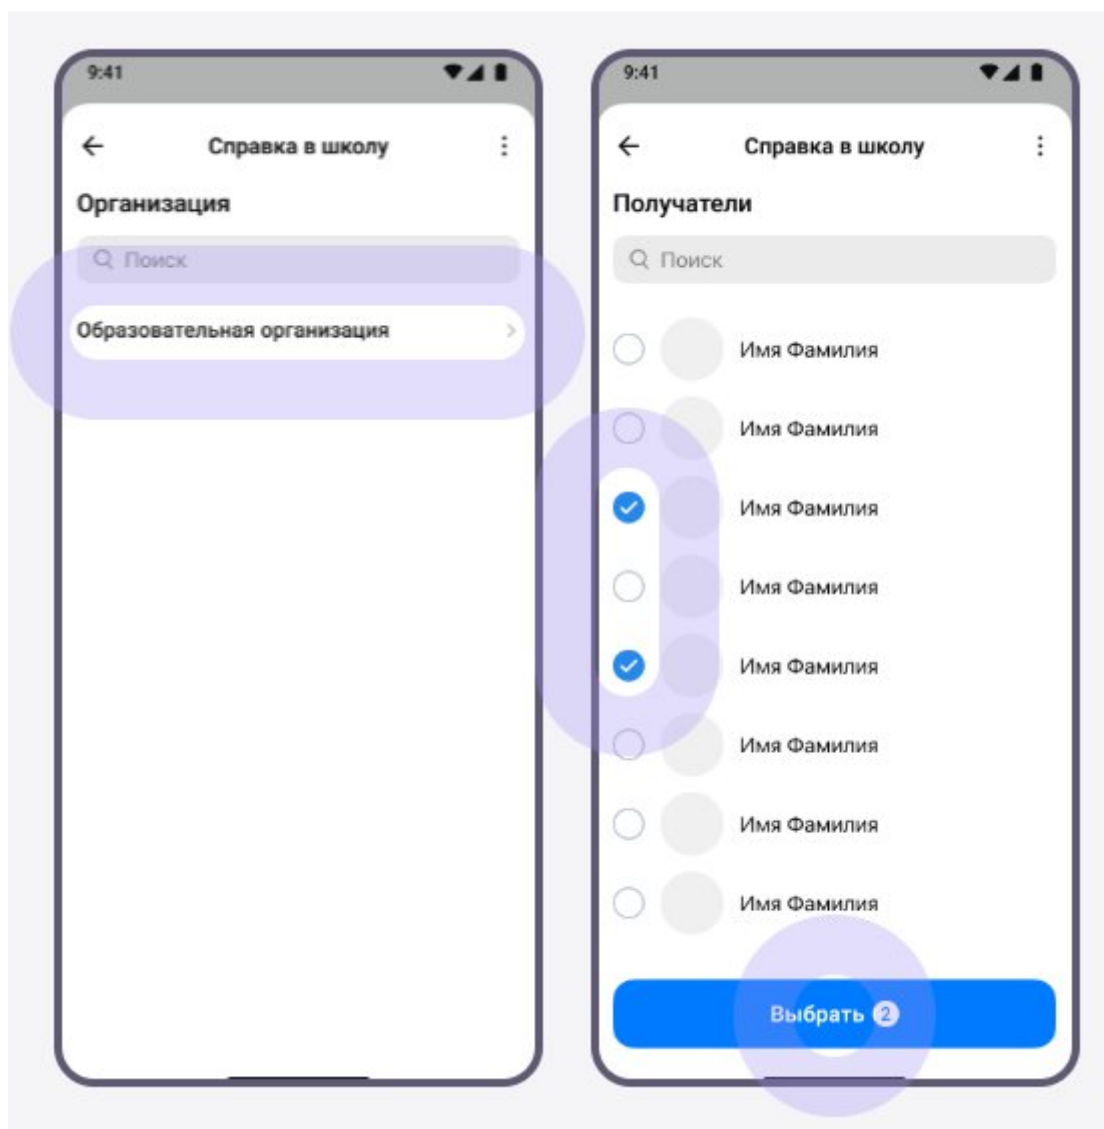 9:41
Справка в школу
Организация
Поиск
Образовательная организация
9:41
Справка в школу
Получатели
Поиск
Имя Фамилия
Имя Фамилия
Имя Фамилия
Имя Фамилия
Имя Фамилия
Имя Фамилия
Имя Фамилия
Имя Фамилия
Выбрать 2